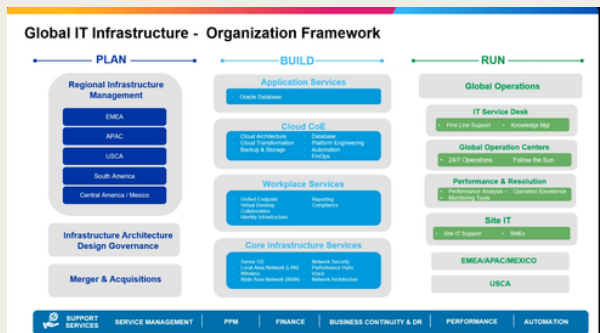 Global IT Infrastructure - Organization Framework
PLAN
Regional Infrastructure
Management
EMEA
APAC
USCA
South America
Central America / Mexico
Infrastructure Architecture
Design Governance
Merger & Acquisitions
BUILD
Application Services
Oracle Database
Cloud CoE
Cloud Architecture
Cloud Transformation
Backup & Storage
Database
Platform Engineering
Automation
FinOps
Workplace Services
Unified Endpoint
Virtual Desktop
Collaboration
Identity Infrastructure
Reporting
Compliance
Core Infrastructure Services
Server OS
Local Area Network (LAN)
Wireless
Wide Area Network (WAN)
Network Security
Performance Hubs
Voice
Network Architecture
RUN
Global Operations
IT Service Desk
First Line Support
Knowledge Mgt
Global Operation Centers
24/7 Operations
Follow the Sun
Performance & Resolution
Performance Analysis
Operation Excellence
Monitoring Tools
Site IT
Site IT Support
SMEs
EMEA/APAC/MEXICO
USCA
SUPPORT
SERVICES
SERVICE MANAGEMENT
PPM
FINANCE
BUSINESS CONTINUITY & DR
PERFORMANCE
AUTOMATION